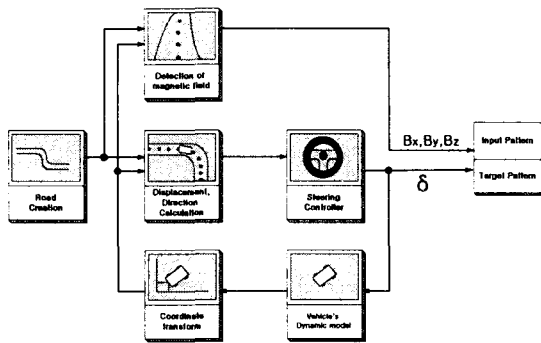 Detection of
magnetic field
Bx,By,Bz
Input Pattern
Target Pattern
δ
Road
Creation
Displacement,
Direction
Calculation
Steering
Controller
Coordinate
transform
Vehicle's
Dynamic model